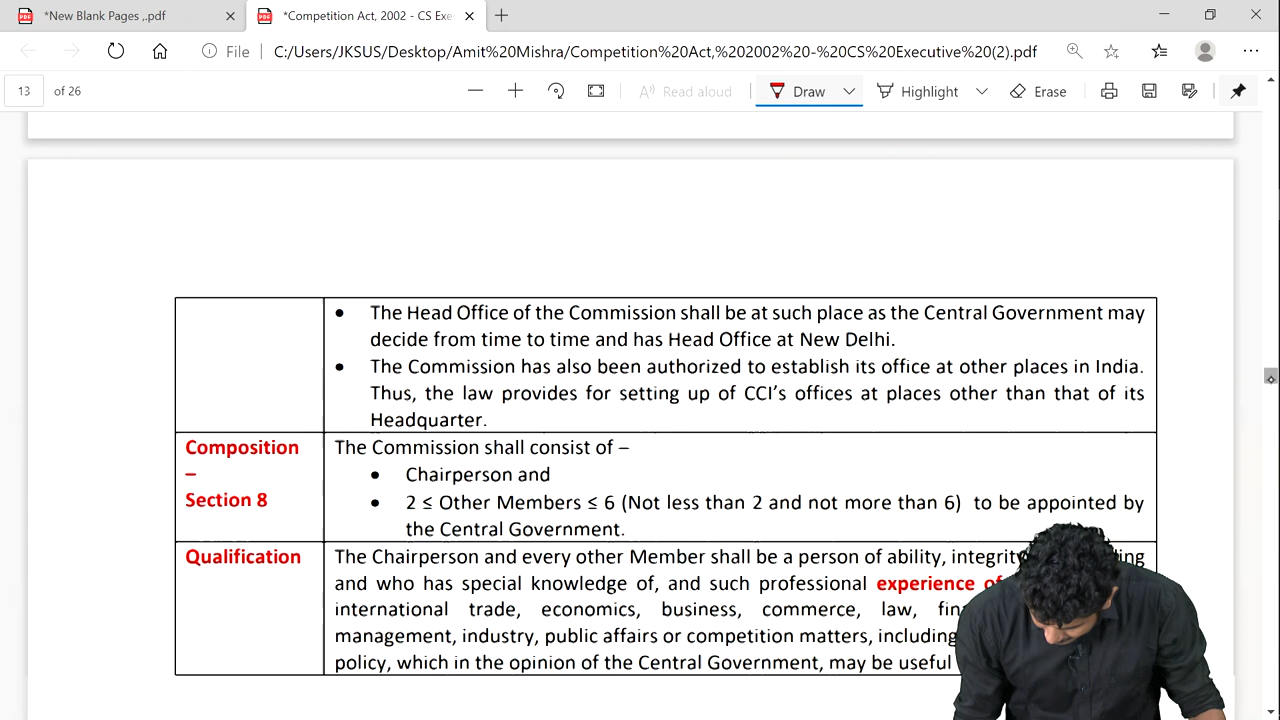 *New Blank Pages ,.pdf
*Competition Act, 2002 - CS Exe
File C:/Users/JKSUS/Desktop/Amit%20Mishra/Competition%20Act,%202002%20-%20CS%20Executive%20(2).pdf
13 of 26 Read aloud Draw Highlight Erase
• The Head Office of the Commission shall be at such place as the Central Government may
decide from time to time and has Head Office at New Delhi.
• The Commission has also been authorized to establish its office at other places in India.
Thus, the law provides for setting up of CCI's offices at places other than that of its
Headquarter.
Composition
–
Section 8
The Commission shall consist of –
• Chairperson and
• 2 ≤ Other Members ≤ 6 (Not less than 2 and not more than 6) to be appointed by
the Central Government.
Qualification
The Chairperson and every other Member shall be a person of ability, integrity
and who has special knowledge of, and such professional experience of
international trade, economics, business, commerce, law,
management, industry, public affairs or competition matters, including
policy, which in the opinion of the Central Government, may be useful